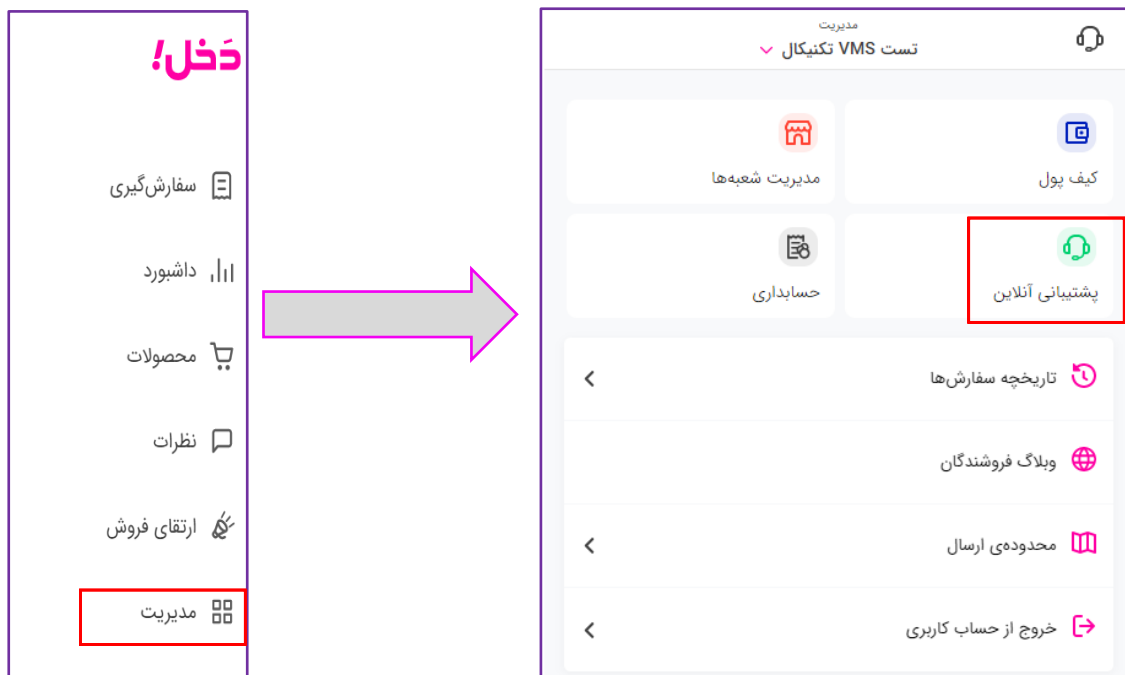 دَخل!
سفارش‌گیری
داشبورد
محصولات
نظرات
ارتقای فروش
مدیریت
مدیریت
تست VMS تکنیکال
کیف پول
مدیریت شعبه‌ها
پشتیبانی آنلاین
حسابداری
تاریخچه سفارش‌ها
وبلاگ فروشندگان
محدوده‌ی ارسال
خروج از حساب کاربری